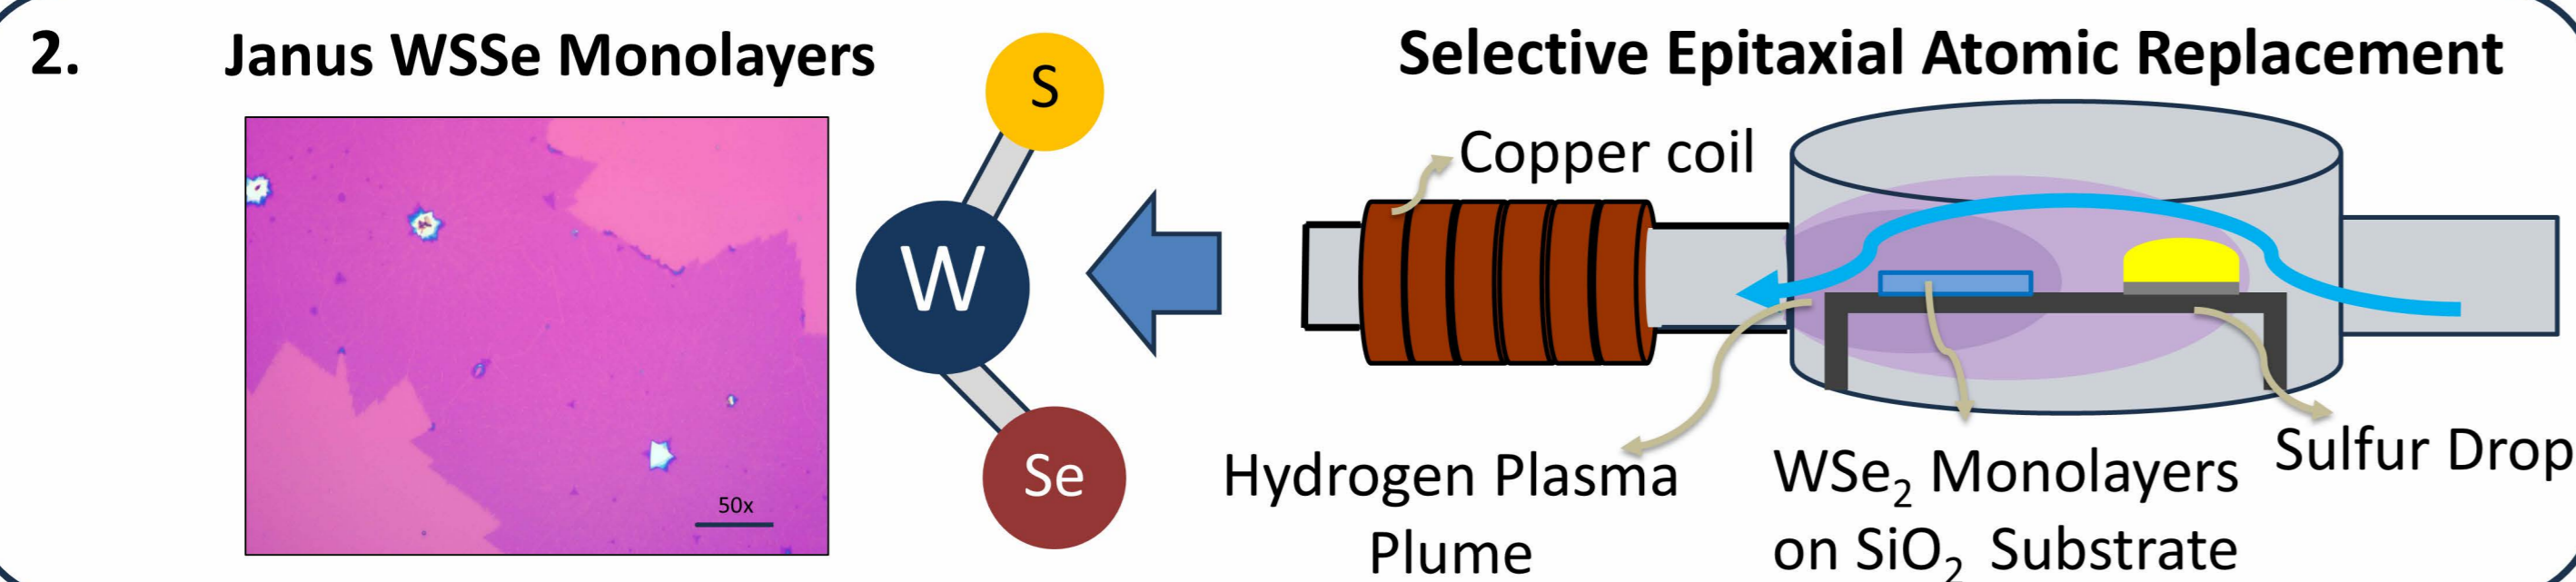 2.
Janus WSSe Monolayers
50x
S
W
Se
Selective Epitaxial Atomic Replacement
Copper coil
Hydrogen Plasma
Plume
WSe₂ Monolayers
on SiO₂ Substrate
Sulfur Drop